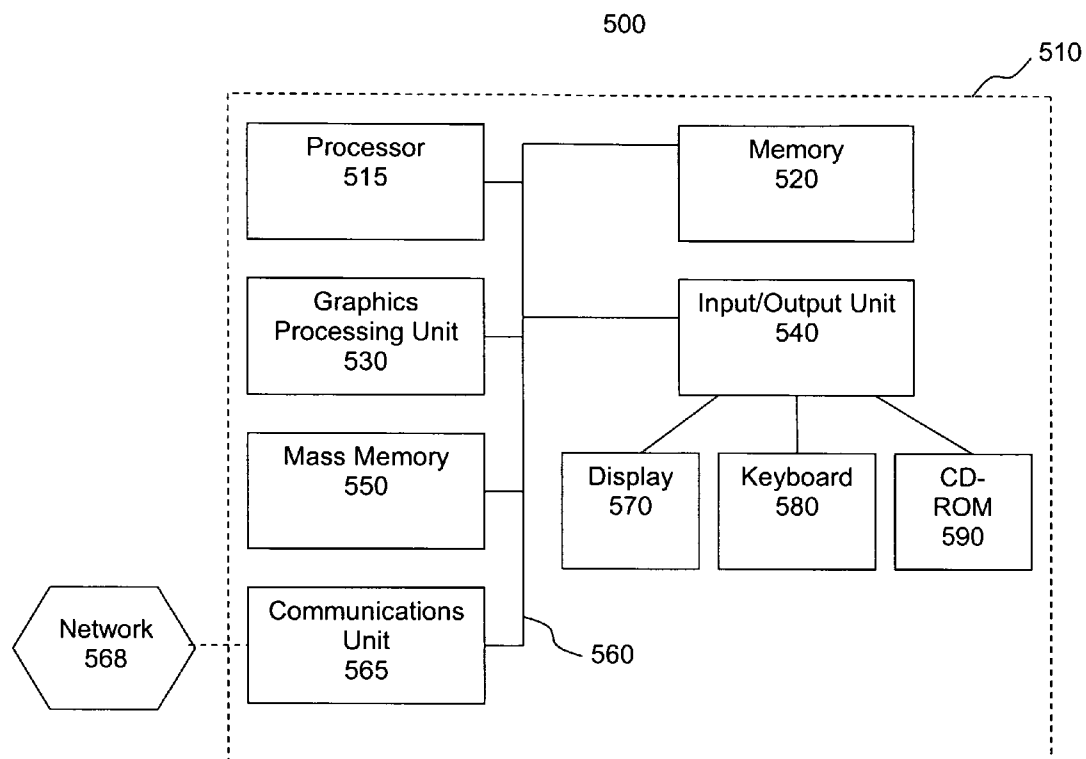 500
510
Processor
515
Memory
520
Graphics
Processing Unit
530
Input/Output Unit
540
Mass Memory
550
Display
570
Keyboard
580
CD-
ROM
590
Network
568
Communications
Unit
565
560